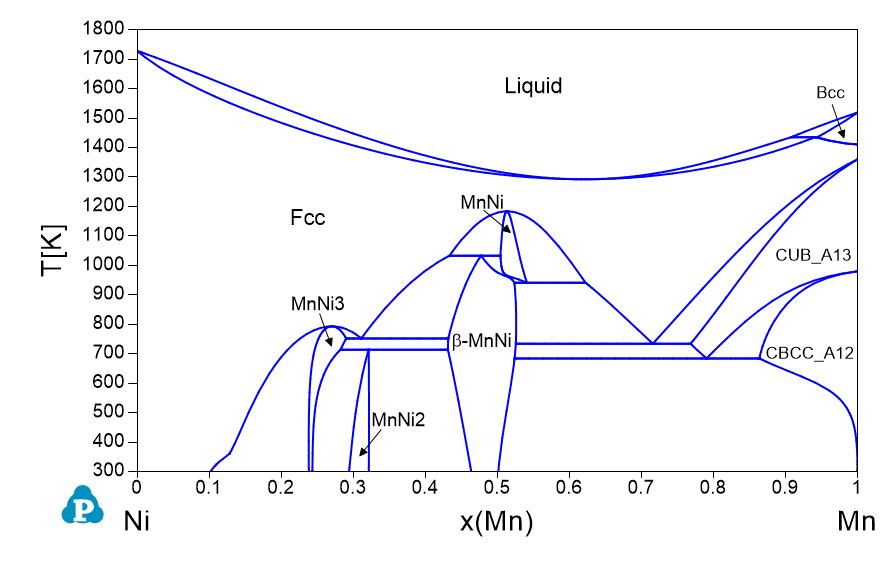 1800
1700
1600
1500
1400
1300
1200
1100
1000
900
800
700
600
500
400
300
T[K]
Liquid
Bcc
MnNi
Fcc
CUB_A13
MnNi3
β-MnNi
CBCC_A12
MnNi2
0 0.1 0.2 0.3 0.4 0.5 0.6 0.7 0.8 0.9 1
P
Ni x(Mn) Mn